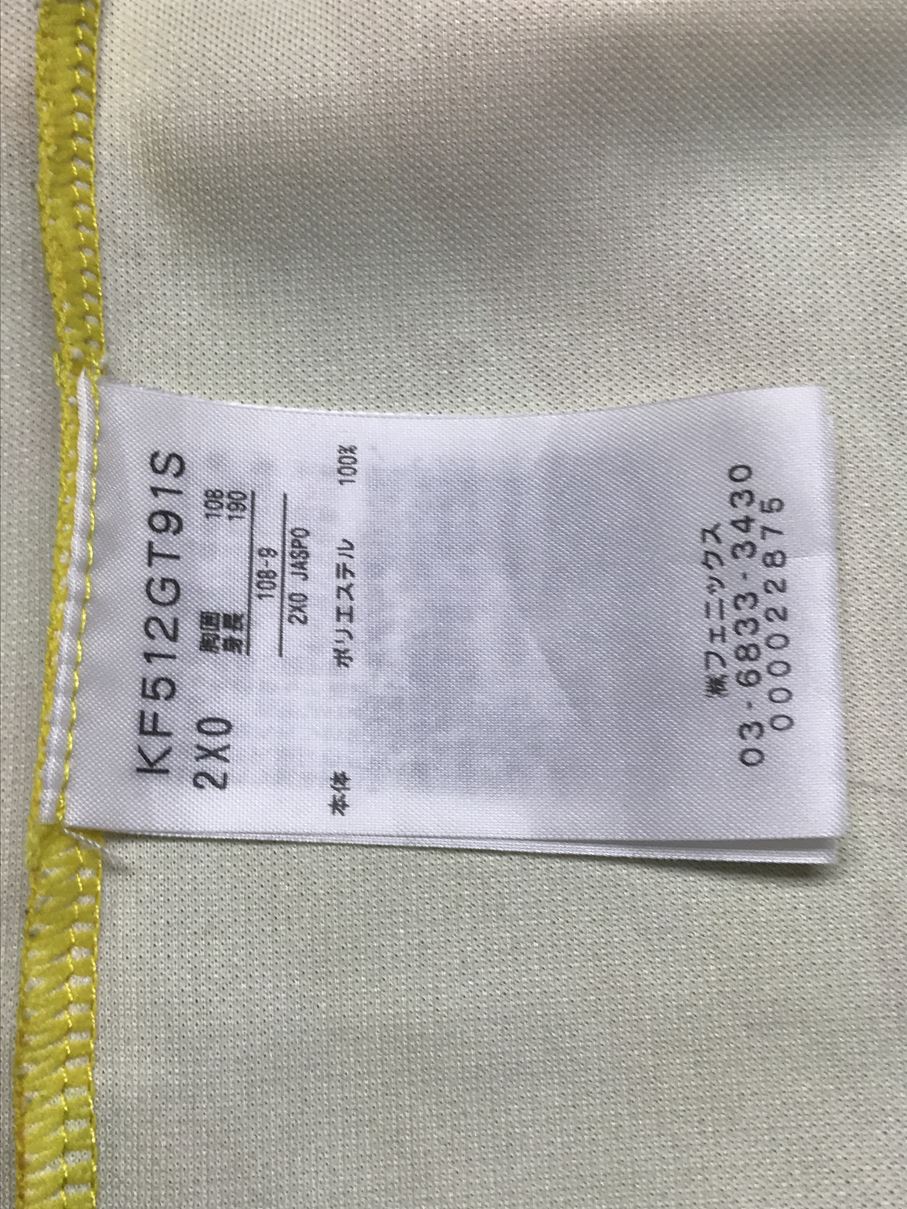 KF512GT91S
2XO
胸囲 108
身長 190
108-9
2XO JASPO
本体 ポリエステル 100%
㈱フェニックス
03-6833-3430
0000022875